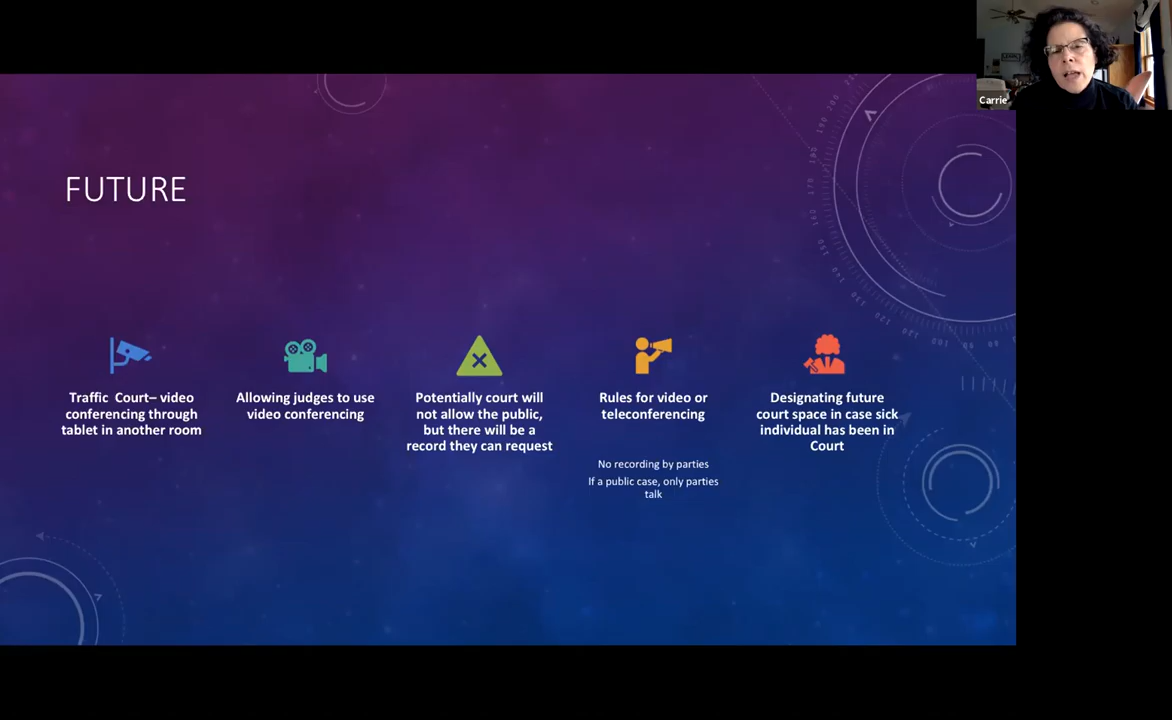 Carrie
FUTURE
Traffic  Court– video
conferencing through
tablet in another room
Allowing judges to use
video conferencing
Potentially court will
not allow the public,
but there will be a
record they can request
Rules for video or
teleconferencing
No recording by parties
If a public case, only parties
talk
Designating future
court space in case sick
individual has been in
Court